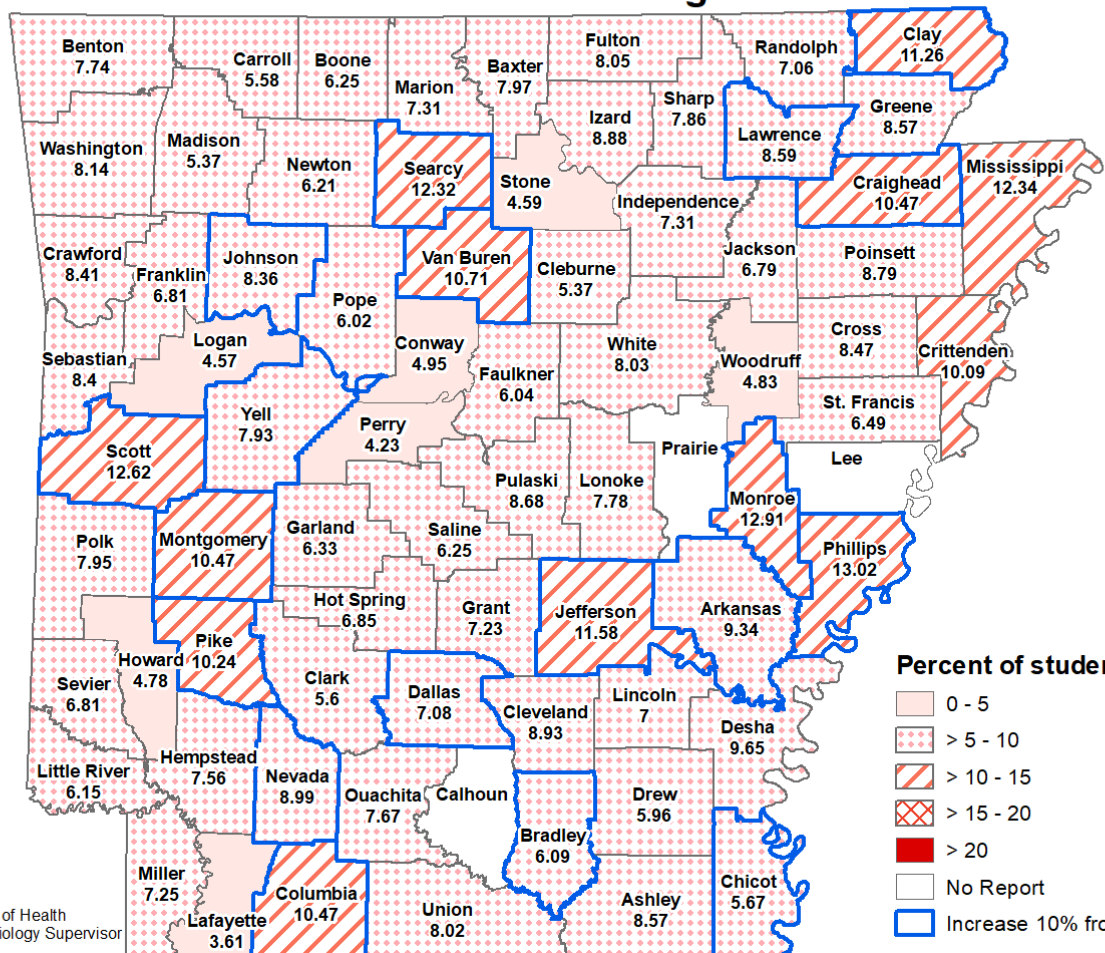 Benton
7.74
Carroll
5.58
Boone
6.25
Marion
7.31
Baxter
7.97
Fulton
8.05
Randolph
7.06
Clay
11.26
Izard
8.88
Sharp
7.86
Greene
8.57
Lawrence
8.59
Washington
8.14
Madison
5.37
Newton
6.21
Searcy
12.32
Stone
4.59
Independence
7.31
Craighead
10.47
Mississippi
12.34
Crawford
8.41
Franklin
6.81
Johnson
8.36
Pope
6.02
Van Buren
10.71
Cleburne
5.37
Jackson
6.79
Poinsett
8.79
Sebastian
8.4
Logan
4.57
Conway
4.95
Faulkner
6.04
White
8.03
Woodruff
4.83
Cross
8.47
Crittenden
10.09
St. Francis
6.49
Scott
12.62
Yell
7.93
Perry
4.23
Pulaski
8.68
Lonoke
7.78
Prairie
Lee
Monroe
12.91
Phillips
13.02
Polk
7.95
Montgomery
10.47
Garland
6.33
Saline
6.25
Hot Spring
6.85
Grant
7.23
Jefferson
11.58
Arkansas
9.34
Howard
4.78
Pike
10.24
Sevier
6.81
Clark
5.6
Dallas
7.08
Cleveland
8.93
Lincoln
7
Desha
9.65
Little River
6.15
Hempstead
7.56
Nevada
8.99
Ouachita
7.67
Calhoun
Bradley
6.09
Drew
5.96
Miller
7.25
Lafayette
3.61
Columbia
10.47
Union
8.02
Ashley
8.57
Chicot
5.67
Percent of studen
0 - 5
> 5 - 10
> 10 - 15
> 15 - 20
> 20
No Report
Increase 10% fro
of Health
iology Supervisor